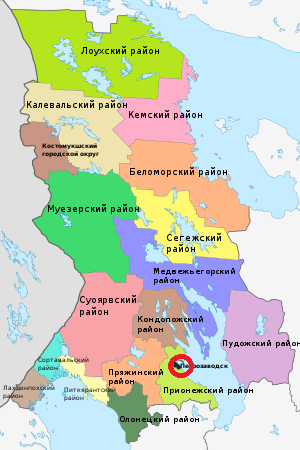 Лоухский район
Калевальский район
Кемский район
Костомукшский
городской округ
Беломорский район
Муезерский район
Сегежский
район
Медвежьегорский
район
Суоярвский
район
Кондопожский
район
Пудожский район
Сортавальский
район
Петрозаводск
Пряжинский
район
Лахденпохский
район
Питкярантский
район
Прионежский район
Олонецкий район